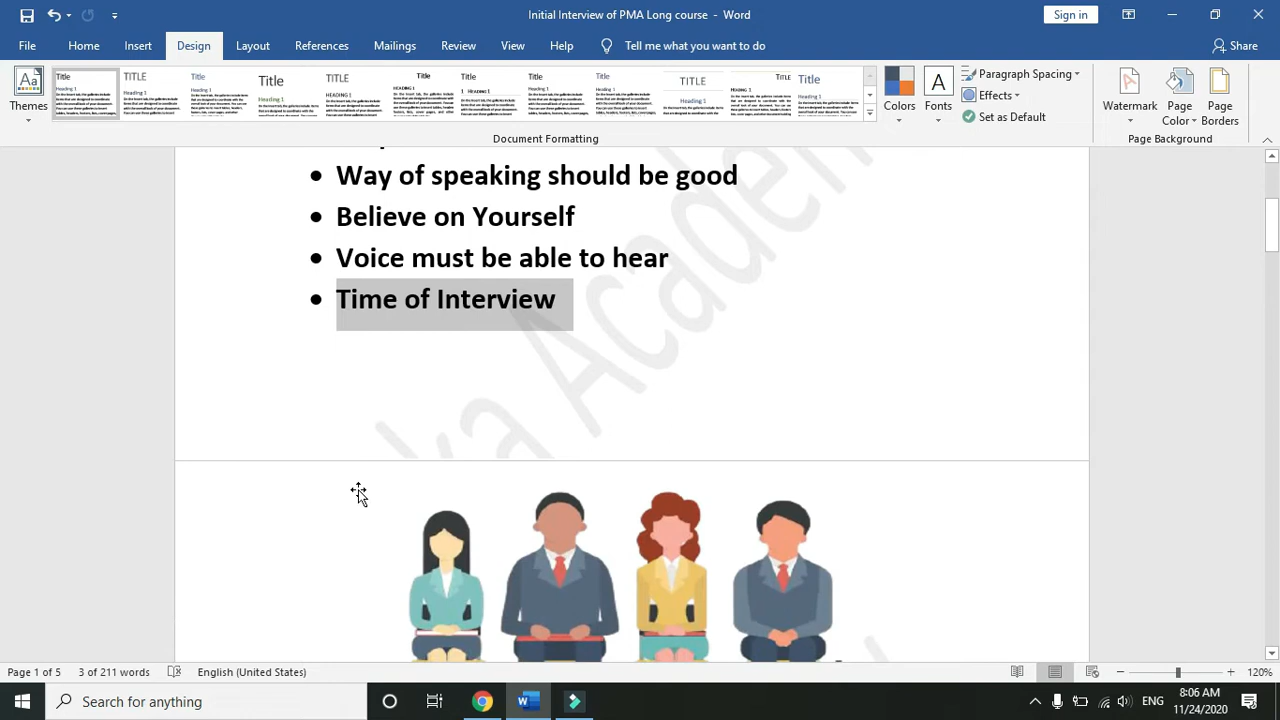 Initial Interview of PMA Long course - Word
Sign in
File Home Insert Design Layout References Mailings Review View Help Tell me what you want to do Share
Colors
Fonts
Paragraph Spacing
Effects
Set as Default
Watermark
Page Color
Page Borders
Document Formatting
Page Background
• Way of speaking should be good
• Believe on Yourself
• Voice must be able to hear
• Time of Interview
Page 1 of 5 3 of 211 words English (United States) 120%
Search for anything
ENG
8:06 AM
11/24/2020